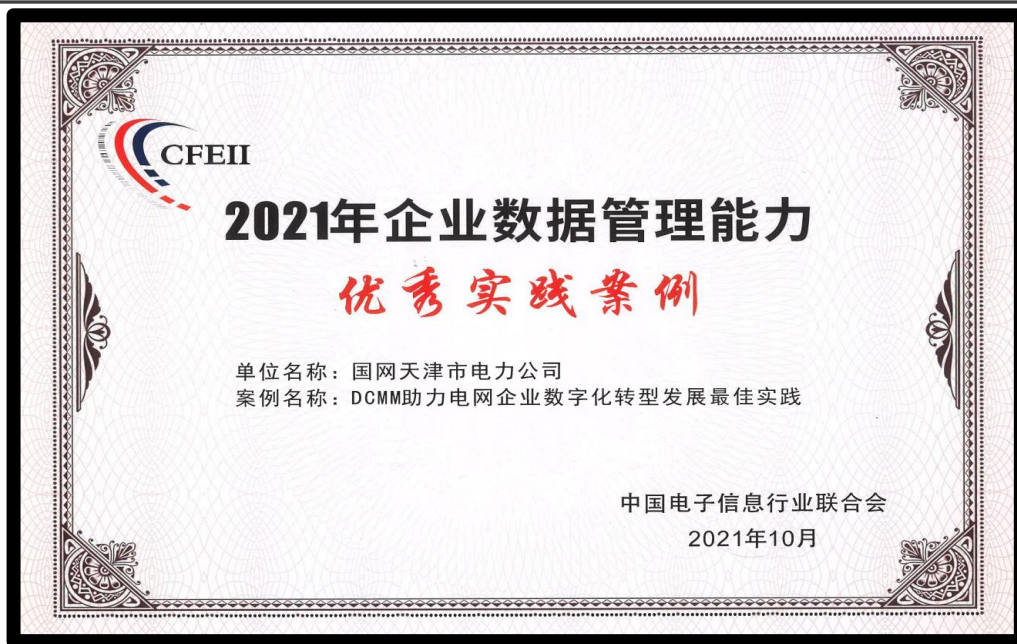 CFEII
2021年企业数据管理能力
优秀实践案例
单位名称：国网天津市电力公司
案例名称：DCMM助力电网企业数字化转型发展最佳实践
中国电子信息行业联合会
2021年10月